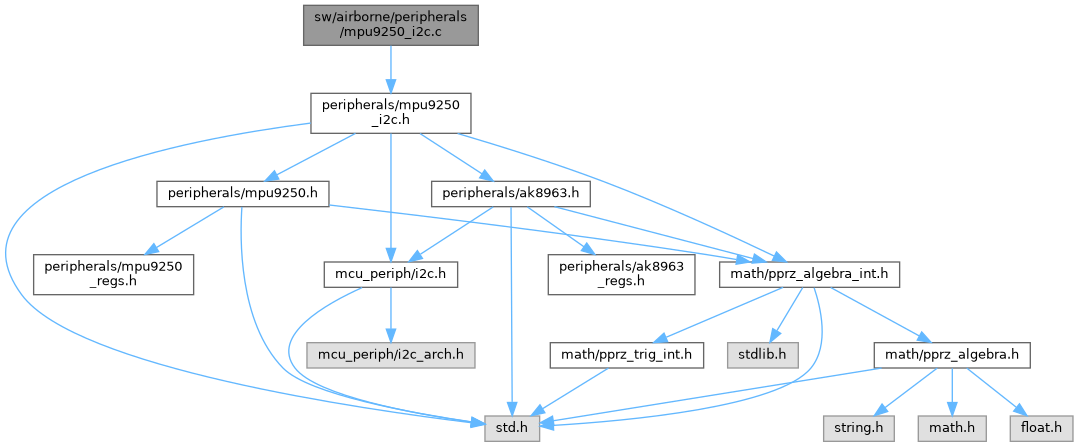 sw/airborne/peripherals
/mpu9250_i2c.c
peripherals/mpu9250
_i2c.h
peripherals/mpu9250.h
peripherals/ak8963.h
peripherals/mpu9250
_regs.h
mcu_periph/i2c.h
peripherals/ak8963
_regs.h
math/pprz_algebra_int.h
mcu_periph/i2c_arch.h
math/pprz_trig_int.h
stdlib.h
math/pprz_algebra.h
std.h
string.h
math.h
float.h